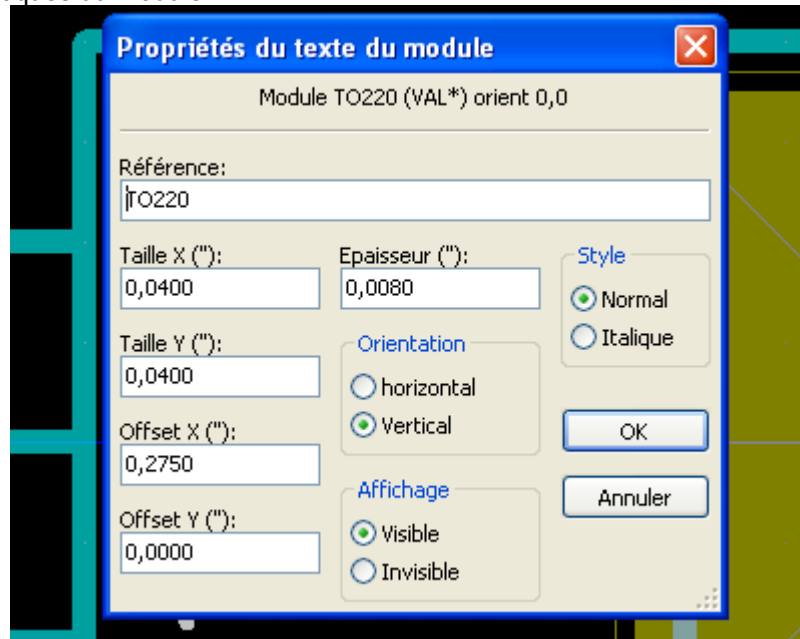 Propriétés du texte du module
Module TO220 (VAL*) orient 0,0
Référence:
TO220
Taille X ("):
0,0400
Epaisseur ("):
0,0080
Style
Normal
Italique
Taille Y ("):
0,0400
Orientation
horizontal
Vertical
Offset X ("):
0,2750
OK
Affichage
Visible
Invisible
Annuler
Offset Y ("):
0,0000